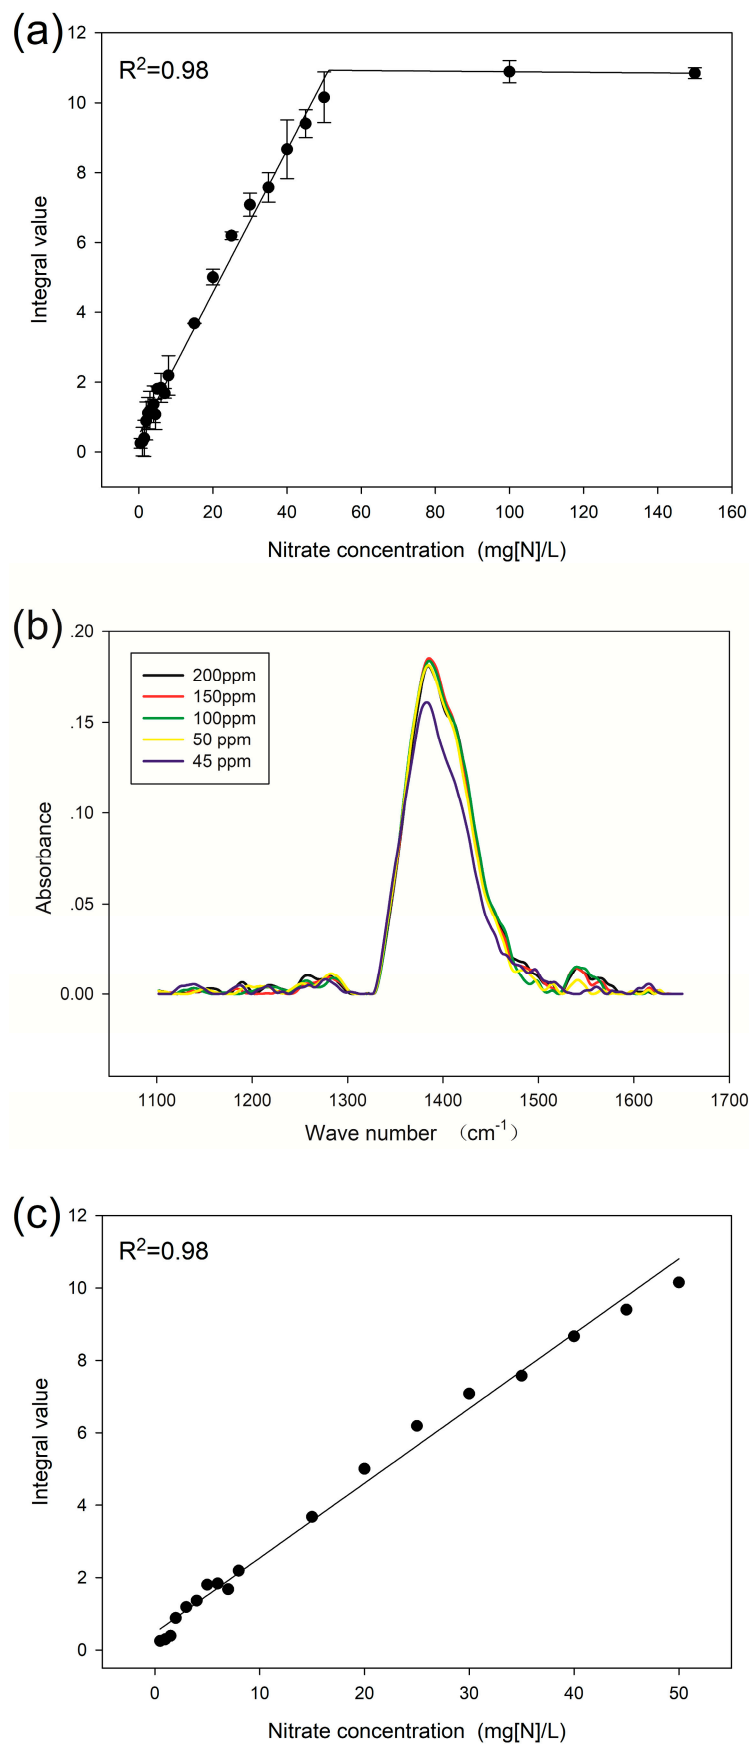 (a)
R²=0.98
12
10
8
6
4
2
0
Integral value
0 20 40 60 80 100 120 140 160
Nitrate concentration (mg[N]/L)
(b)
.20
.15
.10
.05
0.00
Absorbance
200ppm
150ppm
100ppm
50 ppm
45 ppm
1100 1200 1300 1400 1500 1600 1700
Wave number （cm⁻¹）
(c)
R²=0.98
12
10
8
6
4
2
0
Integral value
0 10 20 30 40 50
Nitrate concentration (mg[N]/L)